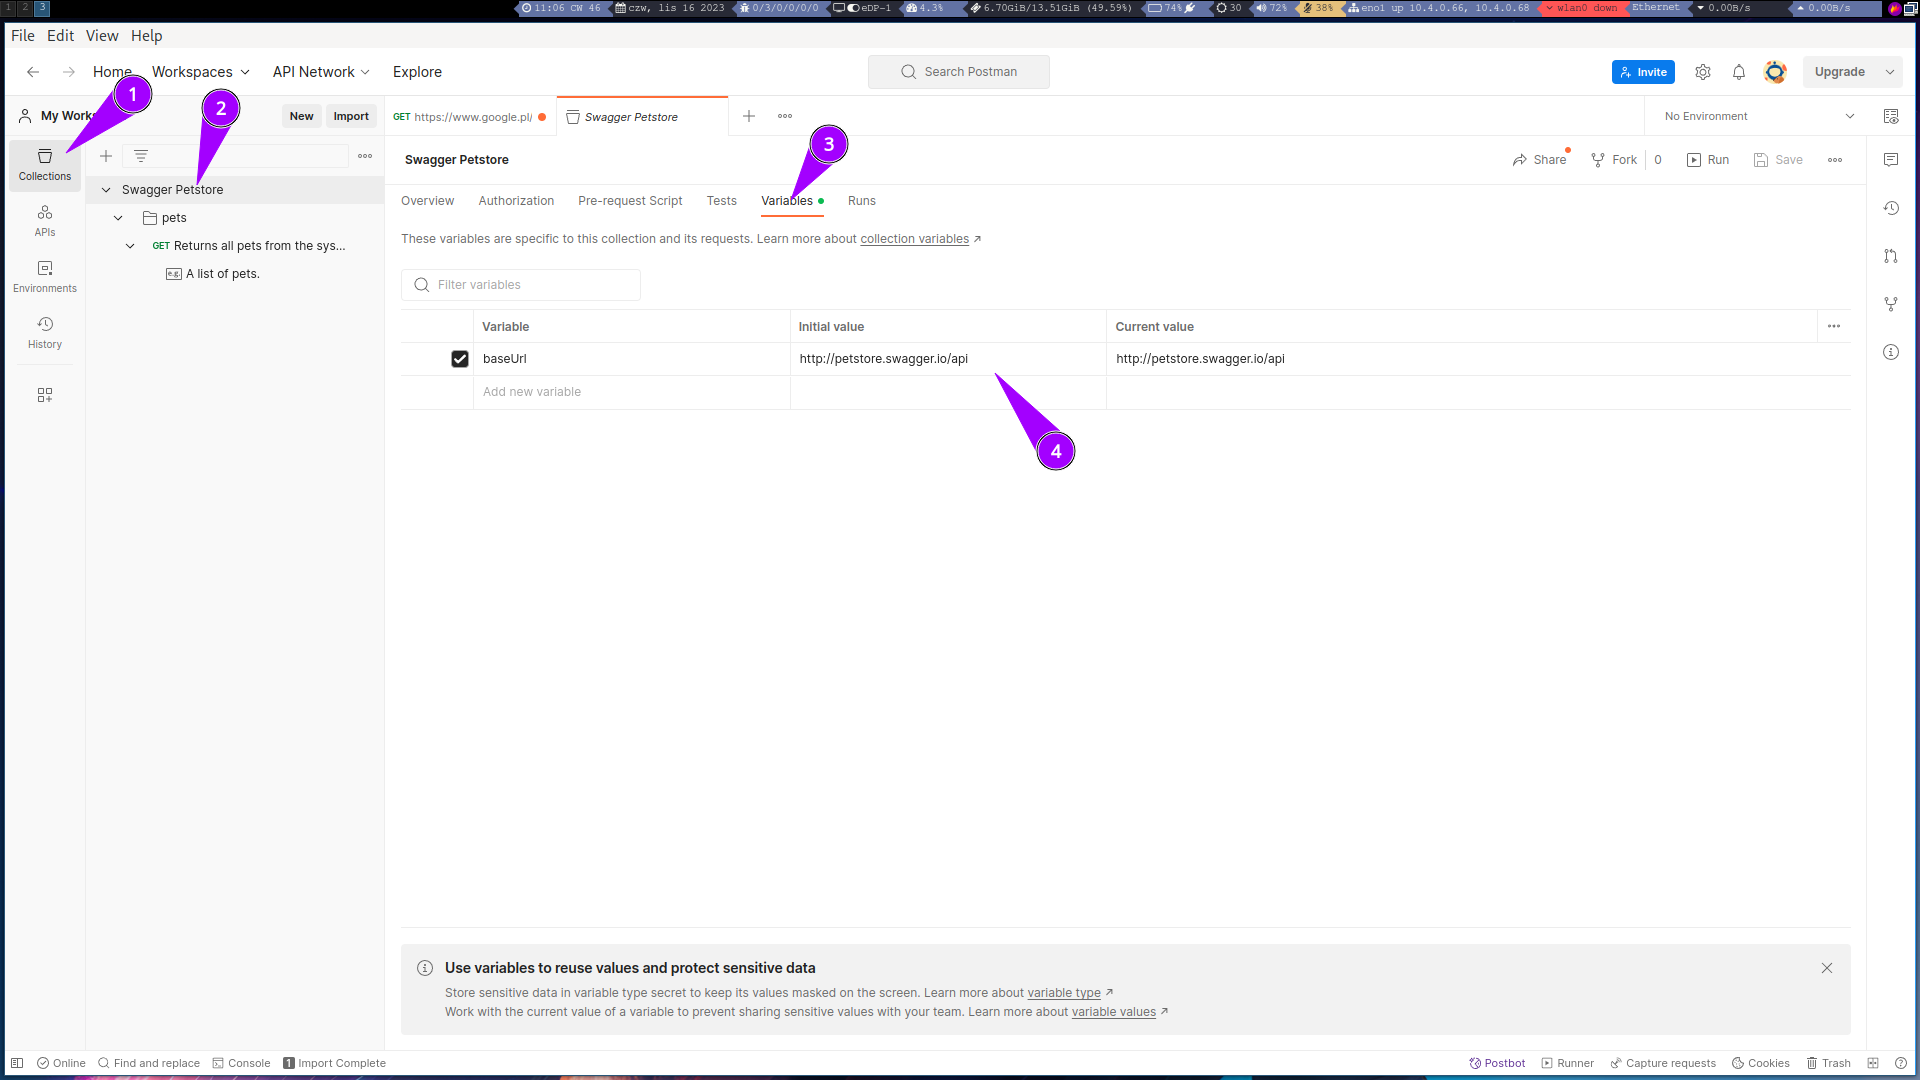 1 2 3 11:06 CW 46 czw, lis 16 2023 0/3/0/0/0/0 eDP-1 4.3% 6.70GiB/13.51GiB (49.59%) 74% 30 72% 38% eno1 up 10.4.0.66, 10.4.0.68 wlan0 down Ethernet 0.00B/s 0.00B/s
File Edit View Help
Home Workspaces API Network Explore Search Postman Invite Upgrade
1
2
My Work
New Import
GET https://www.google.pl/ Swagger Petstore No Environment
3
Collections
Swagger Petstore Share Fork 0 Run Save
Swagger Petstore
pets
GET Returns all pets from the sys...
e.g. A list of pets.
APIs
Environments
History
Overview Authorization Pre-request Script Tests Variables Runs
These variables are specific to this collection and its requests. Learn more about collection variables ↗
Filter variables
Variable Initial value Current value
baseUrl http://petstore.swagger.io/api http://petstore.swagger.io/api
Add new variable
4
Use variables to reuse values and protect sensitive data
Store sensitive data in variable type secret to keep its values masked on the screen. Learn more about variable type ↗
Work with the current value of a variable to prevent sharing sensitive values with your team. Learn more about variable values ↗
Online Find and replace Console 1 Import Complete Postbot Runner Capture requests Cookies Trash